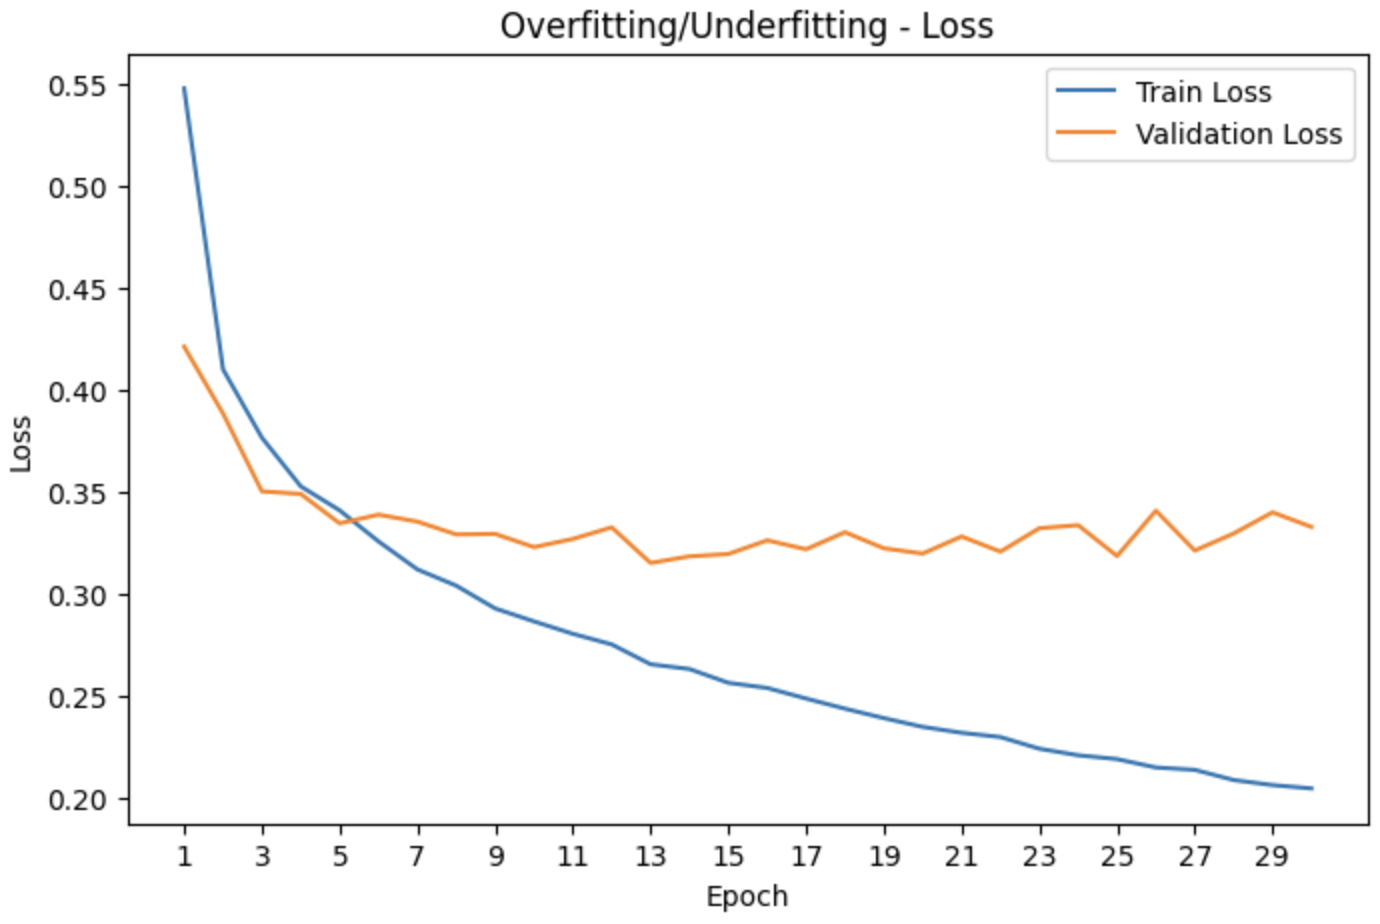 Overfitting/Underfitting - Loss
Train Loss
Validation Loss
0.55
0.50
0.45
0.40
0.35
0.30
0.25
0.20
Loss
1 3 5 7 9 11 13 15 17 19 21 23 25 27 29
Epoch